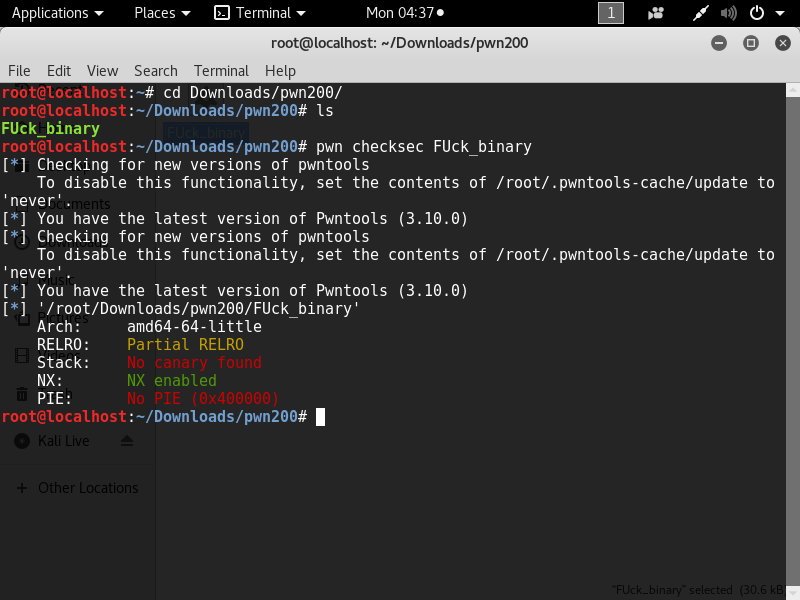 Applications Places Terminal Mon 04:37 1
root@localhost: ~/Downloads/pwn200
File Edit View Search Terminal Help
root@localhost:~# cd Downloads/pwn200/
root@localhost:~/Downloads/pwn200# ls
FUck_binary
FUck_binary
root@localhost:~/Downloads/pwn200# pwn checksec FUck_binary
[*] Checking for new versions of pwntools
To disable this functionality, set the contents of /root/.pwntools-cache/update to
'never'.
Documents
[*] You have the latest version of Pwntools (3.10.0)
[*] Checking for new versions of pwntools
To disable this functionality, set the contents of /root/.pwntools-cache/update to
'never'.
Music
[*] You have the latest version of Pwntools (3.10.0)
[*] '/root/Downloads/pwn200/FUck_binary'
Pictures
Arch: amd64-64-little
RELRO: Partial RELRO
Stack: No canary found
NX: NX enabled
PIE: No PIE (0x400000)
root@localhost:~/Downloads/pwn200#
Kali Live
Other Locations
"FUck_binary" selected (30.6 kB